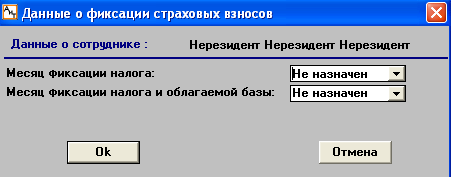 Данные о фиксации страховых взносов
Данные о сотруднике : Нерезидент Нерезидент Нерезидент
Месяц фиксации налога: Не назначен
Месяц фиксации налога и облагаемой базы: Не назначен
Ok Отмена